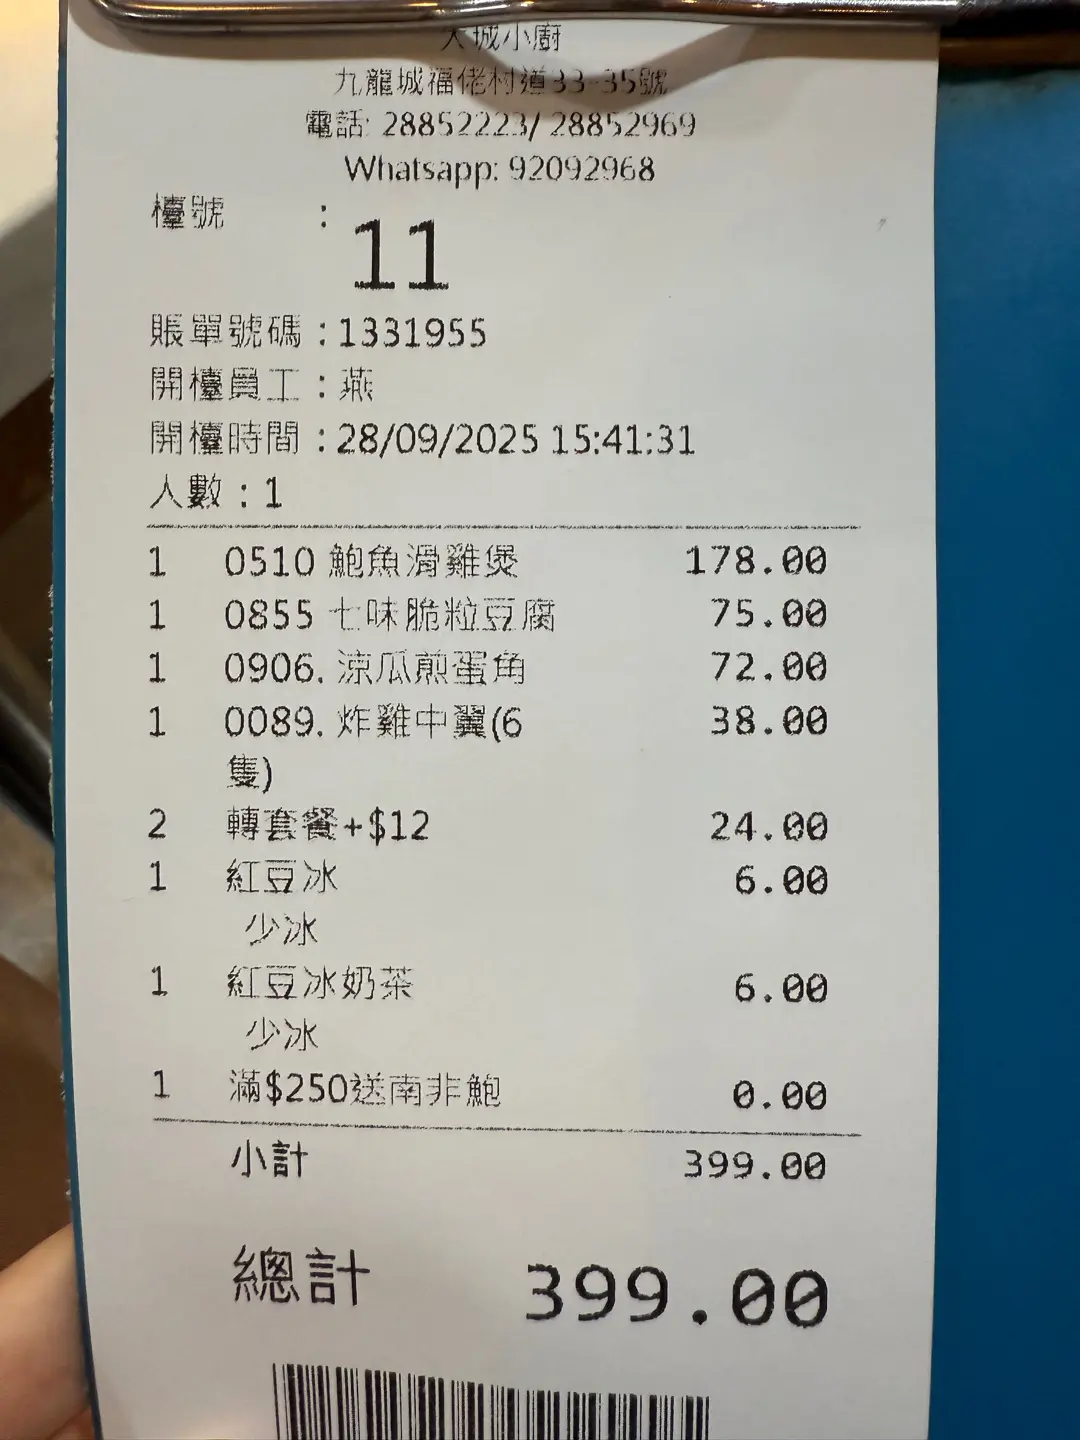 大城小廚
九龍城福佬村道33-35號
電話: 28852223/ 28852969
Whatsapp: 92092968
檯號 : 11
賬單號碼 : 1331955
開檯員工 : 燕
開檯時間 : 28/09/2025 15:41:31
人數 : 1
1 0510 鮑魚滑雞煲 178.00
1 0855 七味脆粒豆腐 75.00
1 0906. 涼瓜煎蛋角 72.00
1 0089. 炸雞中翼(6 38.00
隻)
2 轉套餐+$12 24.00
1 紅豆冰 6.00
少冰
1 紅豆冰奶茶 6.00
少冰
1 滿$250送南非鮑 0.00
小計 399.00
總計 399.00